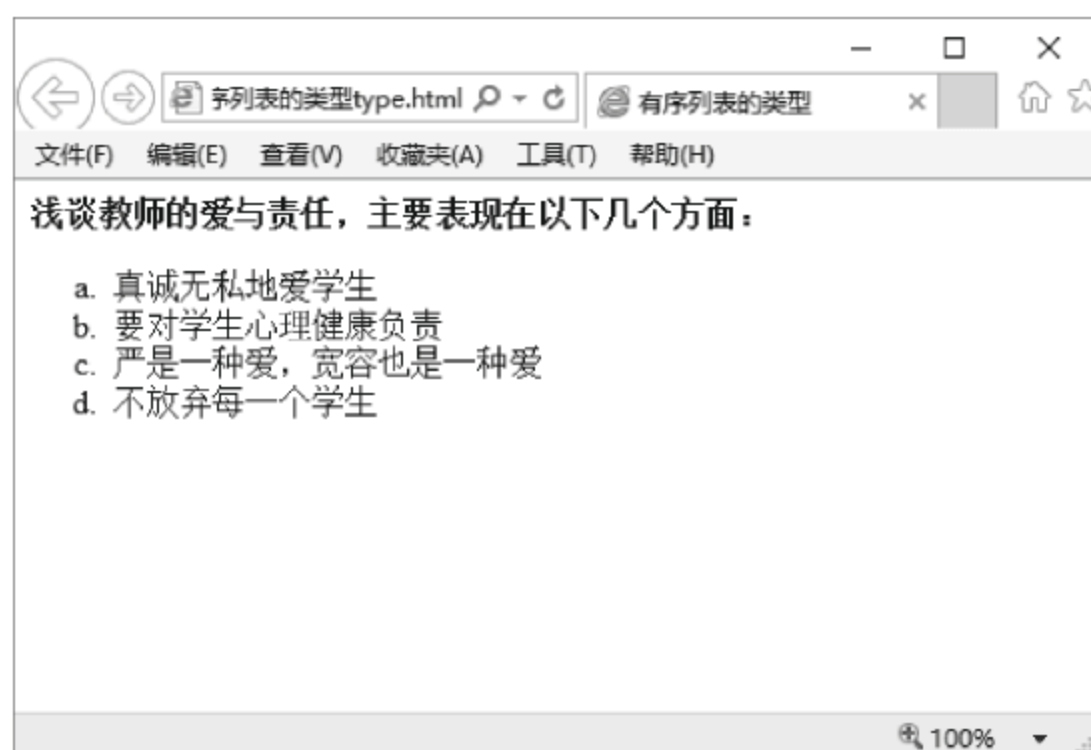 序列表的类型type.html
有序列表的类型
文件(F) 编辑(E) 查看(V) 收藏夹(A) 工具(T) 帮助(H)
浅谈教师的爱与责任，主要表现在以下几个方面：
a. 真诚无私地爱学生
b. 要对学生心理健康负责
c. 严是一种爱，宽容也是一种爱
d. 不放弃每一个学生
100%